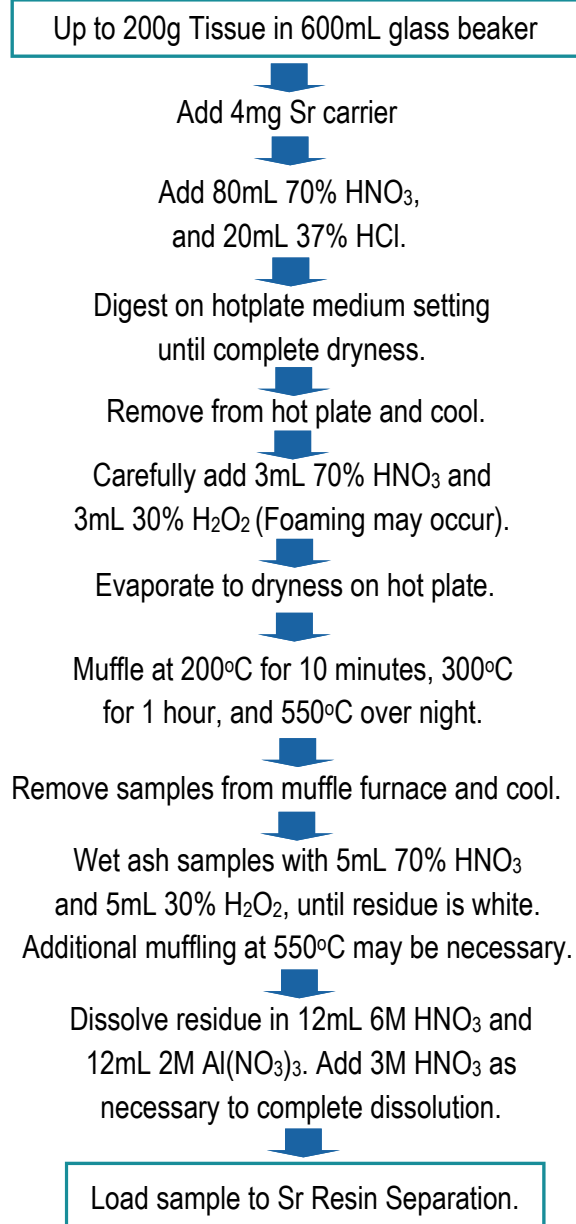 Up to 200g Tissue in 600mL glass beaker
Add 4mg Sr carrier
Add 80mL 70% HNO₃,
and 20mL 37% HCl.
Digest on hotplate medium setting
until complete dryness.
Remove from hot plate and cool.
Carefully add 3mL 70% HNO₃ and
3mL 30% H₂O₂ (Foaming may occur).
Evaporate to dryness on hot plate.
Muffle at 200ºC for 10 minutes, 300ºC
for 1 hour, and 550ºC over night.
Remove samples from muffle furnace and cool.
Wet ash samples with 5mL 70% HNO₃
and 5mL 30% H₂O₂, until residue is white.
Additional muffling at 550ºC may be necessary.
Dissolve residue in 12mL 6M HNO₃ and
12mL 2M Al(NO₃)₃. Add 3M HNO₃ as
necessary to complete dissolution.
Load sample to Sr Resin Separation.